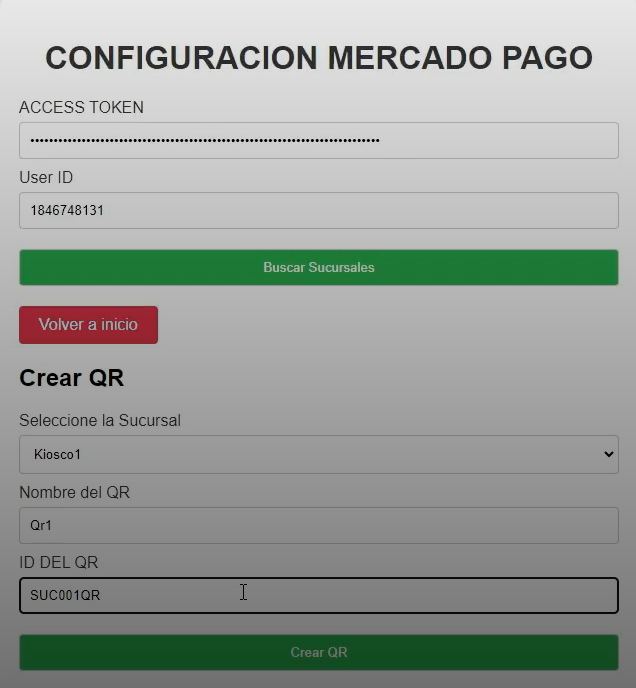 CONFIGURACION MERCADO PAGO
ACCESS TOKEN
User ID
1846748131
Buscar Sucursales
Volver a inicio
Crear QR
Seleccione la Sucursal
Kiosco1
Nombre del QR
Qr1
ID DEL QR
SUC001QR
Crear QR